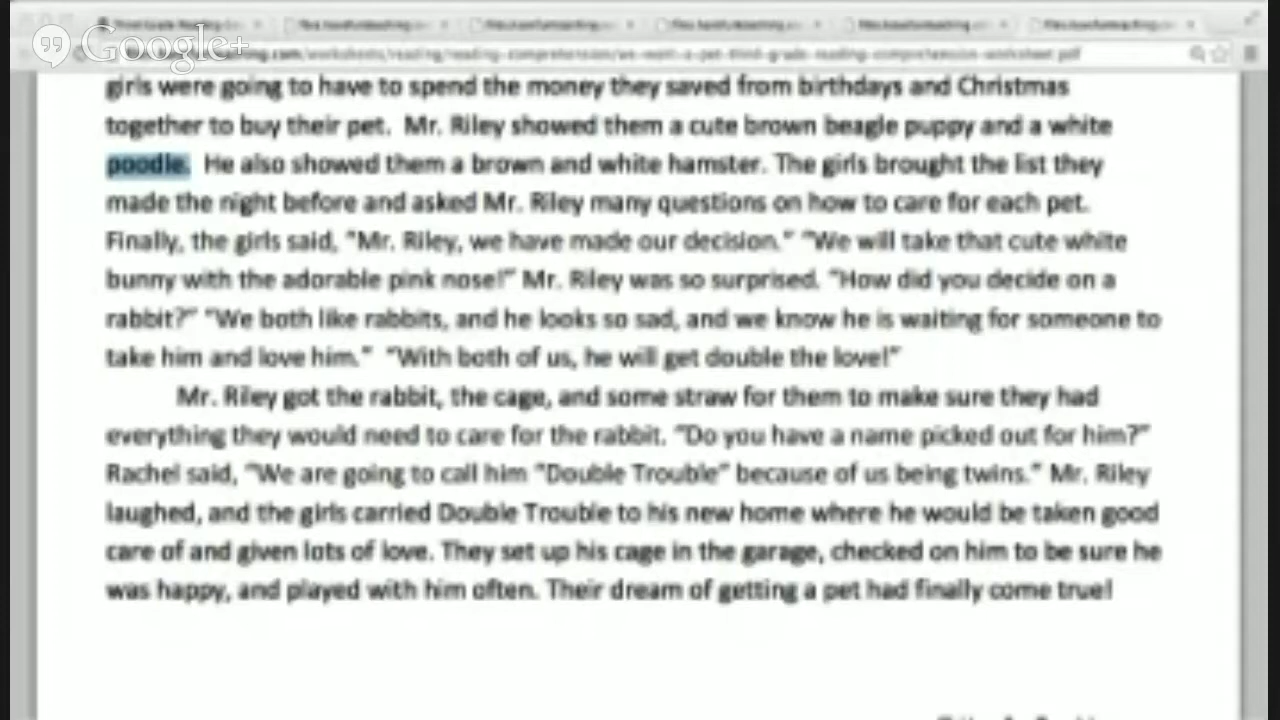 Google+
girls were going to have to spend the money they saved from birthdays and Christmas
together to buy their pet. Mr. Riley showed them a cute brown beagle puppy and a white
poodle. He also showed them a brown and white hamster. The girls brought the list they
made the night before and asked Mr. Riley many questions on how to care for each pet.
Finally, the girls said, "Mr. Riley, we have made our decision." "We will take that cute white
bunny with the adorable pink nose!" Mr. Riley was so surprised. "How did you decide on a
rabbit?" "We both like rabbits, and he looks so sad, and we know he is waiting for someone to
take him and love him." "With both of us, he will get double the love!"
Mr. Riley got the rabbit, the cage, and some straw for them to make sure they had
everything they would need to care for the rabbit. "Do you have a name picked out for him?"
Rachel said, "We are going to call him "Double Trouble" because of us being twins." Mr. Riley
laughed, and the girls carried Double Trouble to his new home where he would be taken good
care of and given lots of love. They set up his cage in the garage, checked on him to be sure he
was happy, and played with him often. Their dream of getting a pet had finally come true!